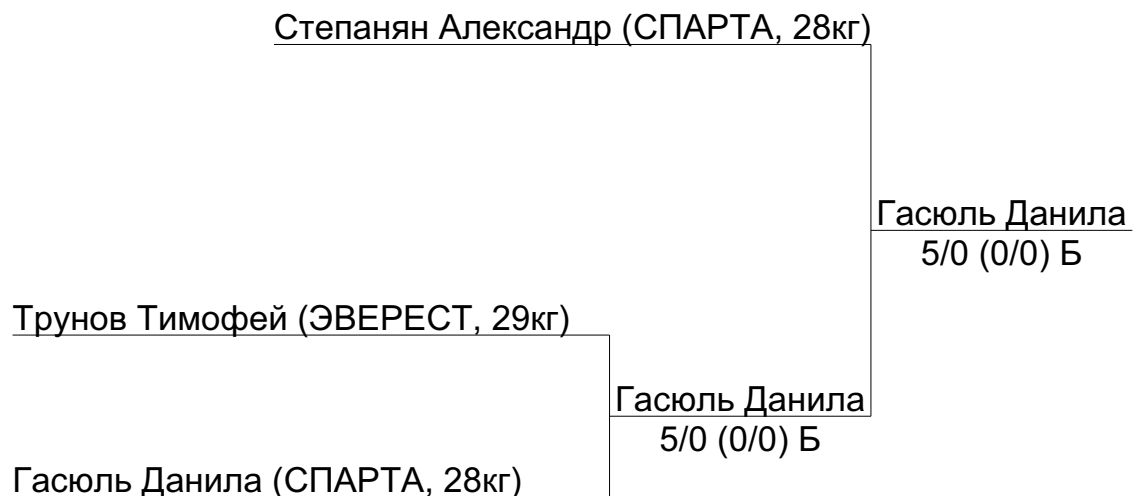 Степанян Александр (СПАРТА, 28кг)
Гасюль Данила
5/0 (0/0) Б
Трунов Тимофей (ЭВЕРЕСТ, 29кг)
Гасюль Данила
5/0 (0/0) Б
Гасюль Данила (СПАРТА, 28кг)